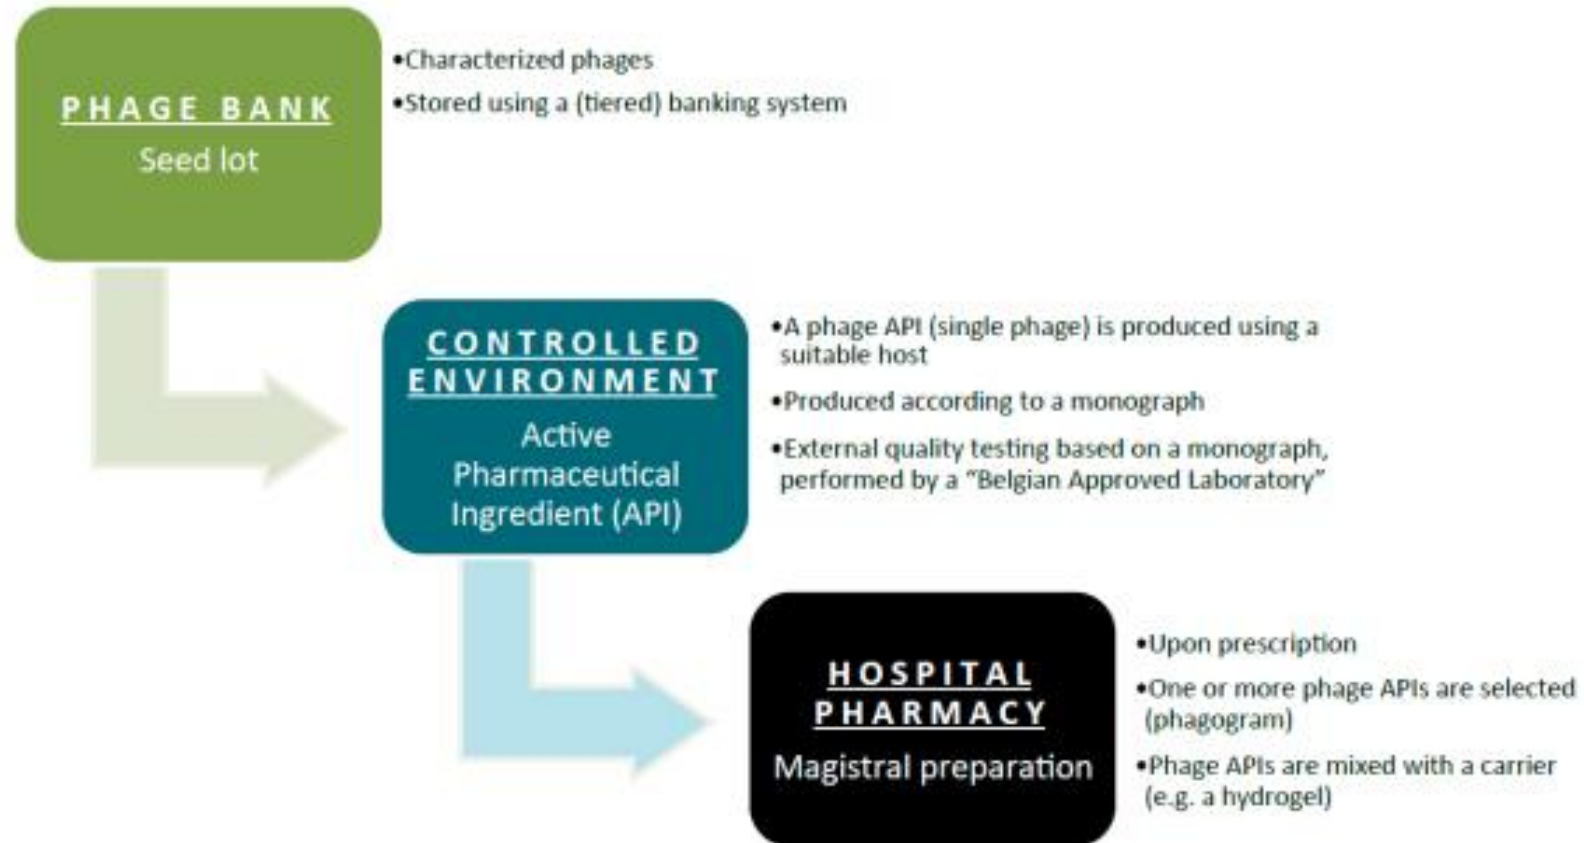 PHAGE BANK
Seed lot
•Characterized phages
•Stored using a (tiered) banking system
CONTROLLED
ENVIRONMENT
Active
Pharmaceutical
Ingredient (API)
•A phage API (single phage) is produced using a
suitable host
•Produced according to a monograph
•External quality testing based on a monograph,
performed by a “Belgian Approved Laboratory”
HOSPITAL
PHARMACY
Magistral preparation
•Upon prescription
•One or more phage APIs are selected
(phagogram)
•Phage APIs are mixed with a carrier
(e.g. a hydrogel)